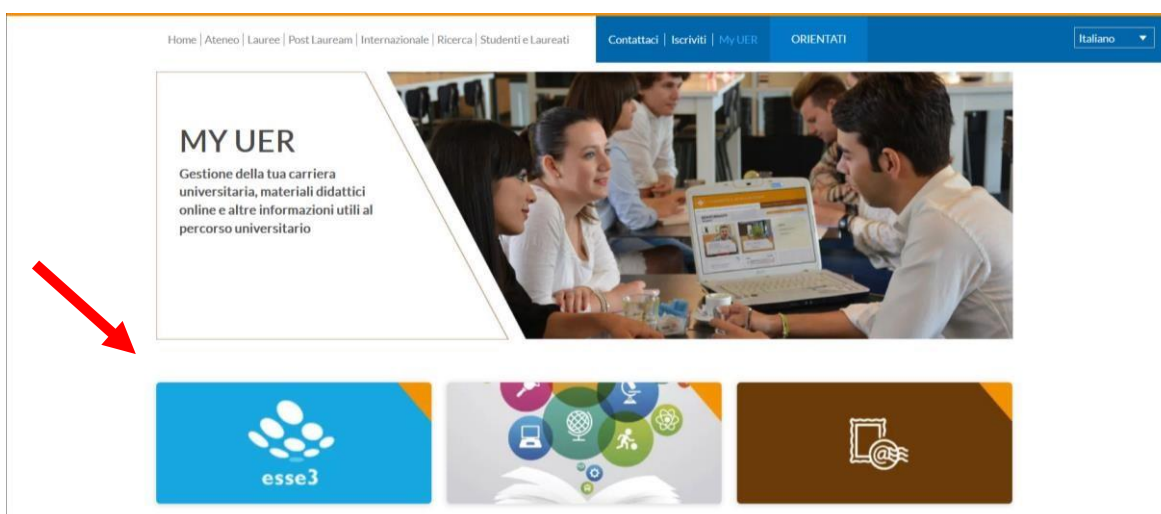 Home | Ateneo | Lauree | Post Lauream | Internazionale | Ricerca | Studenti e Laureati
Contattaci | Iscriviti | My UER
ORIENTATI
Italiano
MY UER
Gestione della tua carriera
universitaria, materiali didattici
online e altre informazioni utili al
percorso universitario
esse3
@